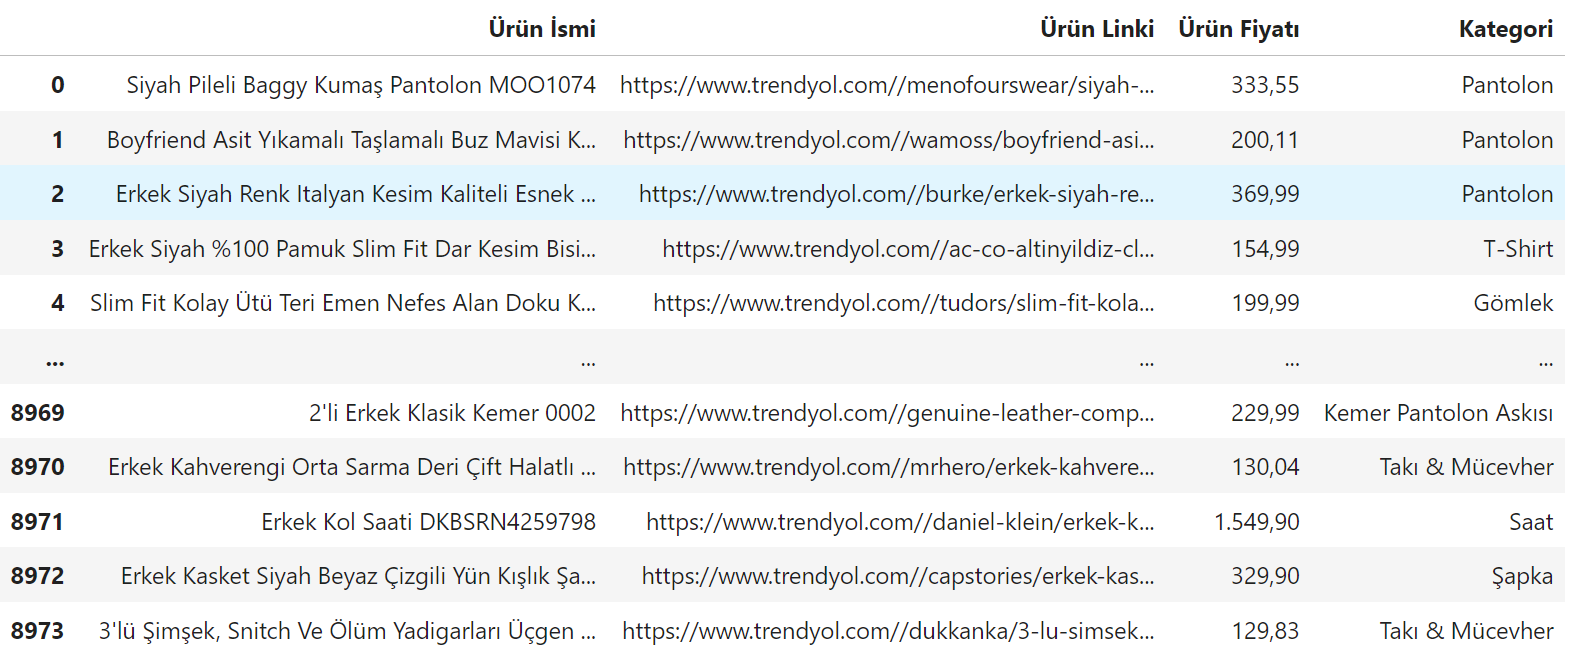 Ürün İsmi Ürün Linki Ürün Fiyatı Kategori
0 Siyah Pileli Baggy Kumaş Pantolon MOO1074 https://www.trendyol.com//menofourswear/siyah-... 333,55 Pantolon
1 Boyfriend Asit Yıkamalı Taşlamalı Buz Mavisi K... https://www.trendyol.com//wamoss/boyfriend-asi... 200,11 Pantolon
2 Erkek Siyah Renk Italyan Kesim Kaliteli Esnek ... https://www.trendyol.com//burke/erkek-siyah-re... 369,99 Pantolon
3 Erkek Siyah %100 Pamuk Slim Fit Dar Kesim Bisi... https://www.trendyol.com//ac-co-altinyildiz-cl... 154,99 T-Shirt
4 Slim Fit Kolay Ütü Teri Emen Nefes Alan Doku K... https://www.trendyol.com//tudors/slim-fit-kola... 199,99 Gömlek
... ... ... ... ...
8969 2'li Erkek Klasik Kemer 0002 https://www.trendyol.com//genuine-leather-comp... 229,99 Kemer Pantolon Askısı
8970 Erkek Kahverengi Orta Sarma Deri Çift Halatlı ... https://www.trendyol.com//mrhero/erkek-kahvere... 130,04 Takı & Mücevher
8971 Erkek Kol Saati DKBSRN4259798 https://www.trendyol.com//daniel-klein/erkek-k... 1.549,90 Saat
8972 Erkek Kasket Siyah Beyaz Çizgili Yün Kışlık Şa... https://www.trendyol.com//capstories/erkek-kas... 329,90 Şapka
8973 3'lü Şimşek, Snitch Ve Ölüm Yadigarları Üçgen ... https://www.trendyol.com//dukkanka/3-lu-simsek... 129,83 Takı & Mücevher